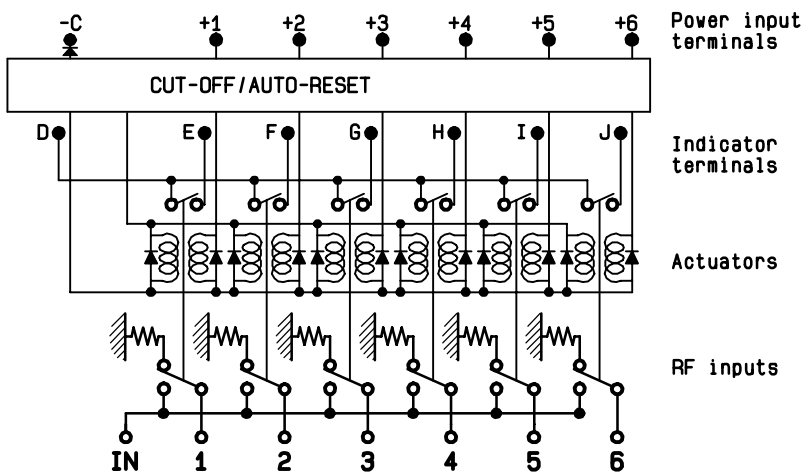 -C +1 +2 +3 +4 +5 +6 Power input
terminals
CUT-OFF/AUTO-RESET
D E F G H I J
Indicator
terminals
Actuators
RF inputs
IN 1 2 3 4 5 6